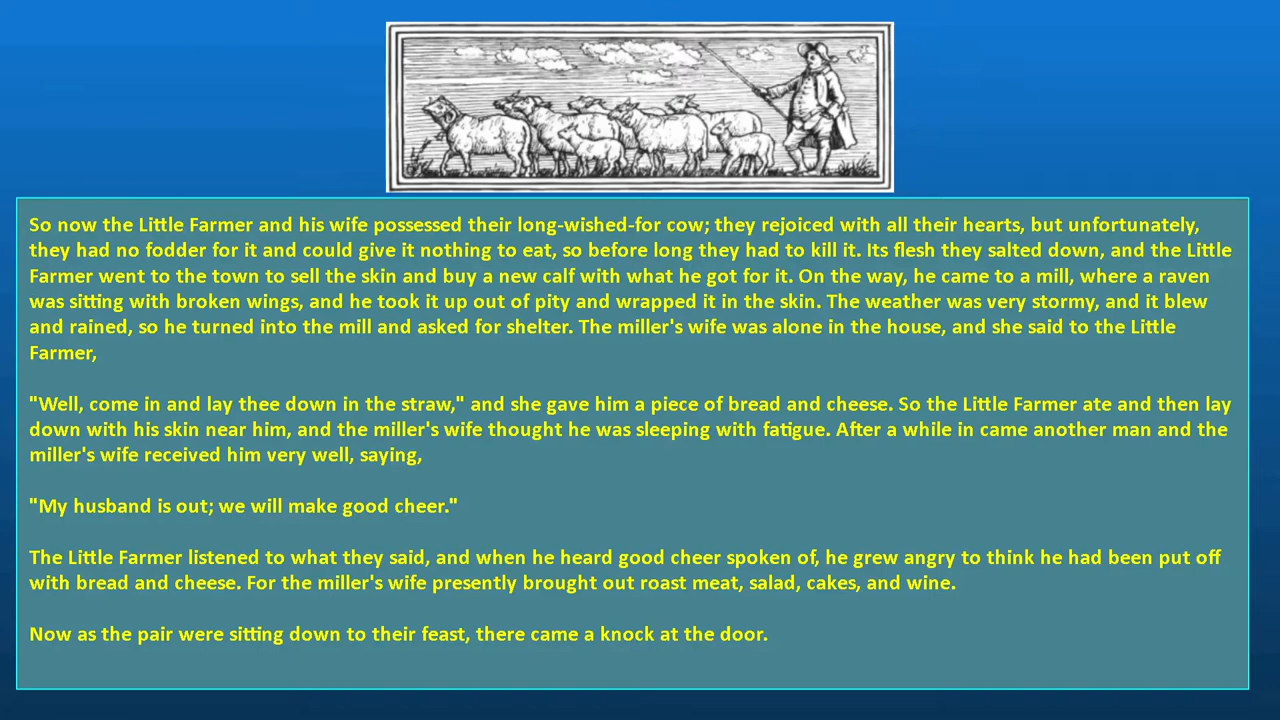 So now the Little Farmer and his wife possessed their long-wished-for cow; they rejoiced with all their hearts, but unfortunately,
they had no fodder for it and could give it nothing to eat, so before long they had to kill it. Its flesh they salted down, and the Little
Farmer went to the town to sell the skin and buy a new calf with what he got for it. On the way, he came to a mill, where a raven
was sitting with broken wings, and he took it up out of pity and wrapped it in the skin. The weather was very stormy, and it blew
and rained, so he turned into the mill and asked for shelter. The miller's wife was alone in the house, and she said to the Little
Farmer,
"Well, come in and lay thee down in the straw," and she gave him a piece of bread and cheese. So the Little Farmer ate and then lay
down with his skin near him, and the miller's wife thought he was sleeping with fatigue. After a while in came another man and the
miller's wife received him very well, saying,
"My husband is out; we will make good cheer."
The Little Farmer listened to what they said, and when he heard good cheer spoken of, he grew angry to think he had been put off
with bread and cheese. For the miller's wife presently brought out roast meat, salad, cakes, and wine.
Now as the pair were sitting down to their feast, there came a knock at the door.